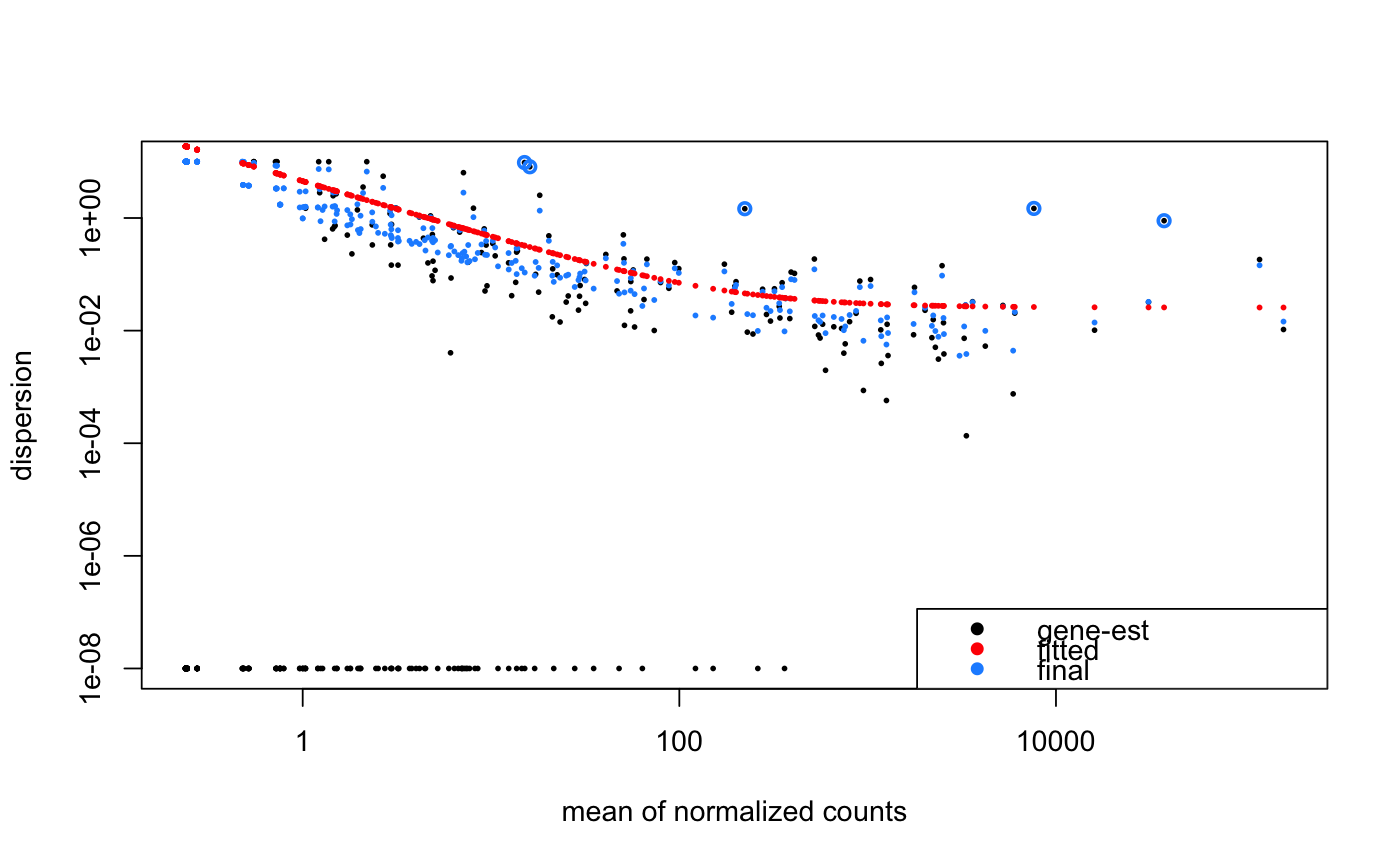 dispersion
1e+00
1e-02
1e-04
1e-06
1e-08
gene-est
fitted
final
1
100
10000
mean of normalized counts